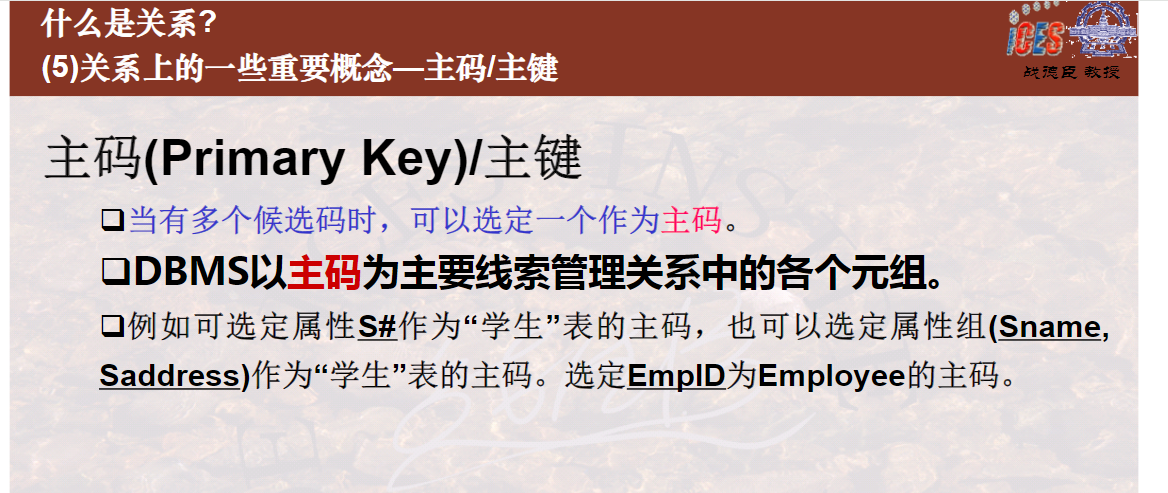 什么是关系?
(5)关系上的一些重要概念—主码/主键
iCES
战德臣 教授
主码(Primary Key)/主键
❑当有多个候选码时，可以选定一个作为主码。
❑DBMS以主码为主要线索管理关系中的各个元组。
❑例如可选定属性S#作为“学生”表的主码，也可以选定属性组(Sname,
Saddress)作为“学生”表的主码。选定EmpID为Employee的主码。